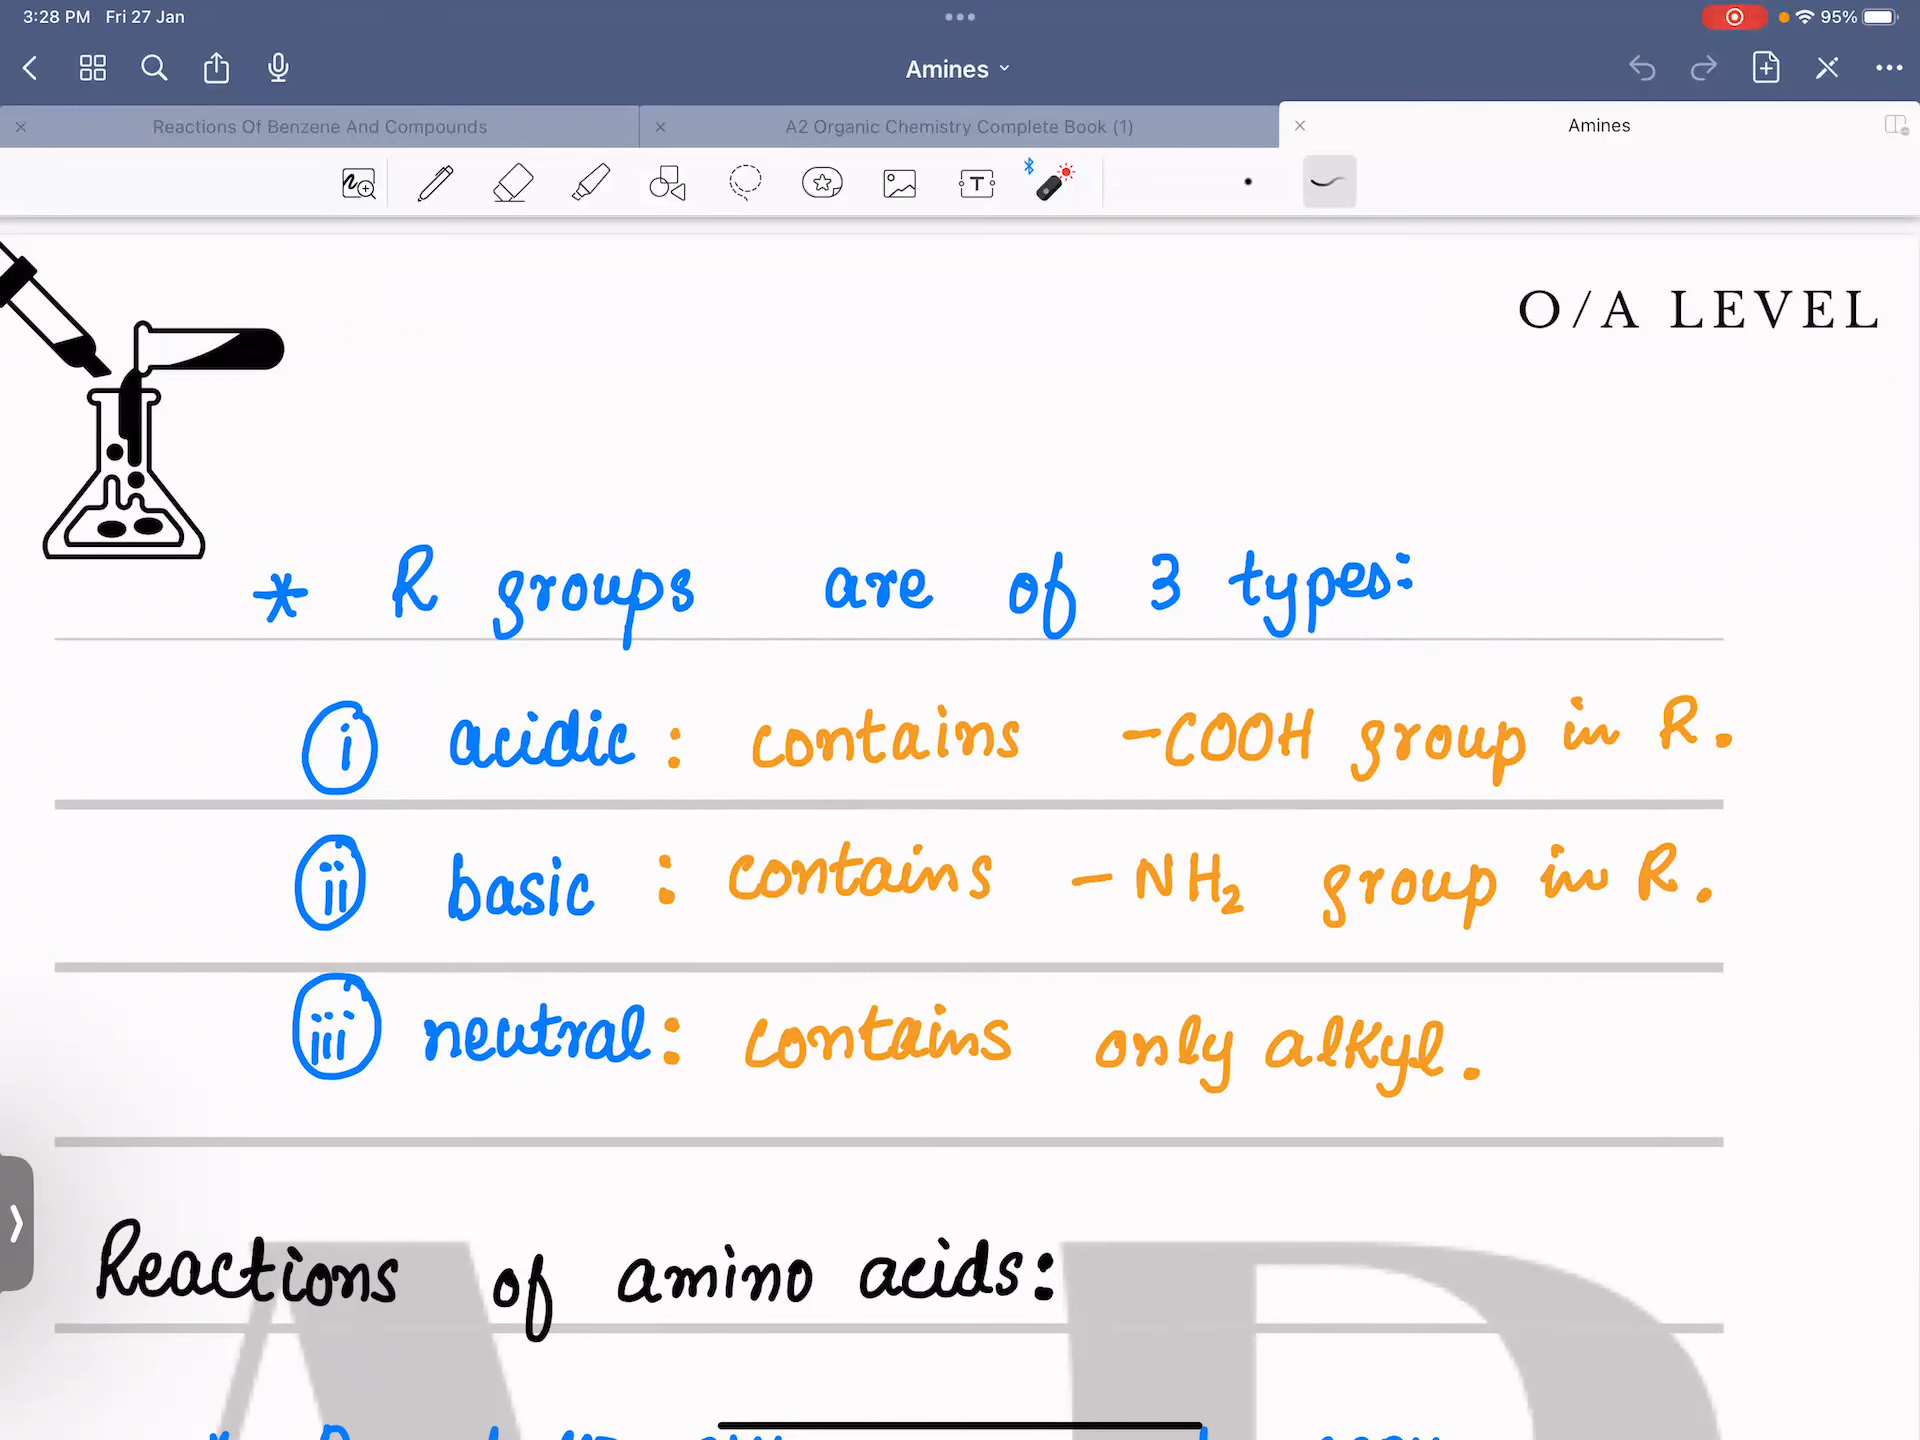 3:28 PM Fri 27 Jan
95%
Amines
Reactions Of Benzene And Compounds
A2 Organic Chemistry Complete Book (1)
Amines
T
O/A LEVEL
* R groups are of 3 types:
i acidic : contains -COOH group in R.
ii basic : contains -NH₂ group in R.
iii neutral : contains only alkyl.
Reactions of amino acids: